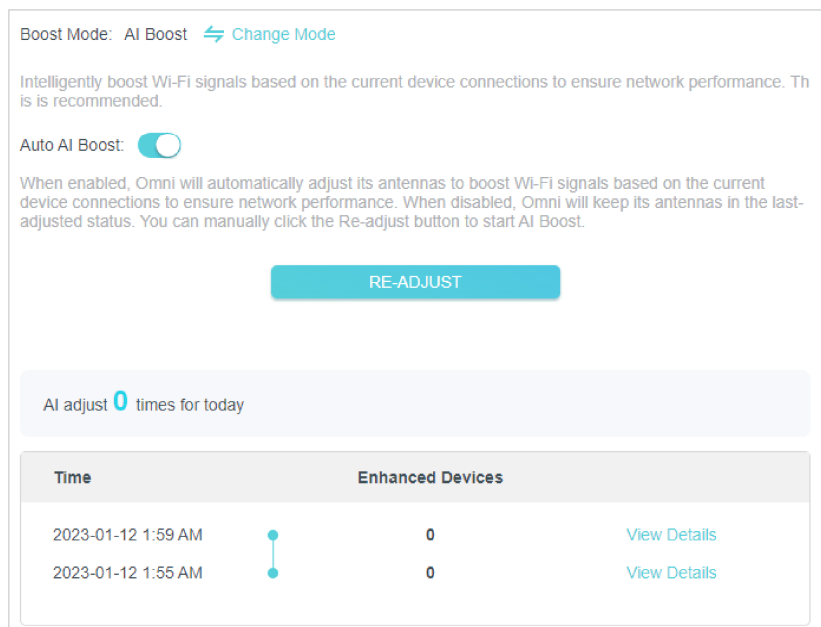 Boost Mode: AI Boost Change Mode
Intelligently boost Wi-Fi signals based on the current device connections to ensure network performance. Th
is is recommended.
Auto AI Boost:
When enabled, Omni will automatically adjust its antennas to boost Wi-Fi signals based on the current
device connections to ensure network performance. When disabled, Omni will keep its antennas in the last-
adjusted status. You can manually click the Re-adjust button to start AI Boost.
RE-ADJUST
AI adjust 0 times for today
Time Enhanced Devices
2023-01-12 1:59 AM 0 View Details
2023-01-12 1:55 AM 0 View Details